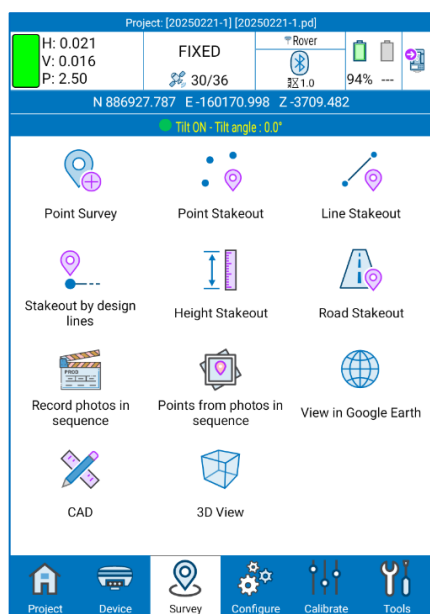 Project: [20250221-1] [20250221-1.pd]
H: 0.021
V: 0.016
P: 2.50
FIXED
30/36
Rover
1.0
94%
---
N 886927.787 E -160170.998 Z -3709.482
Tilt ON - Tilt angle : 0.0°
Point Survey
Point Stakeout
Line Stakeout
Stakeout by design
lines
Height Stakeout
Road Stakeout
PROD
Record photos in
sequence
Points from photos in
sequence
View in Google Earth
CAD
3D View
Project
Device
Survey
Configure
Calibrate
Tools